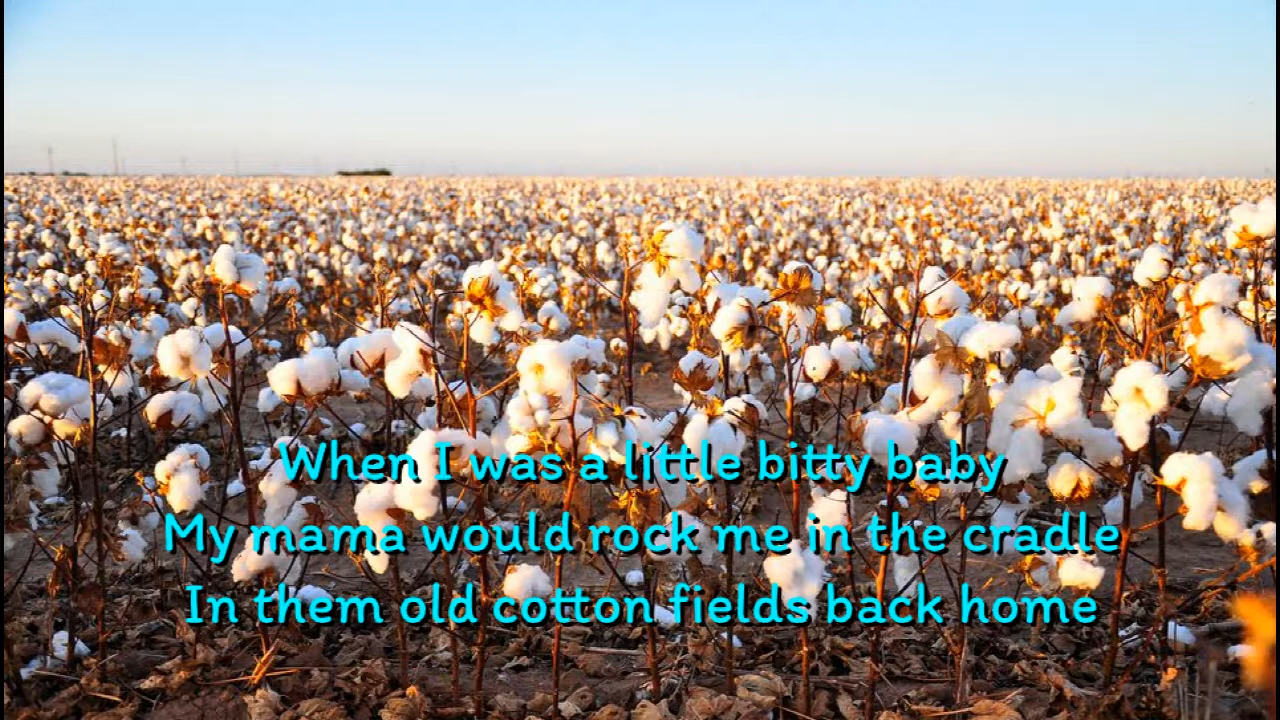 When I was a little bitty baby
My mama would rock me in the cradle
In them old cotton fields back home